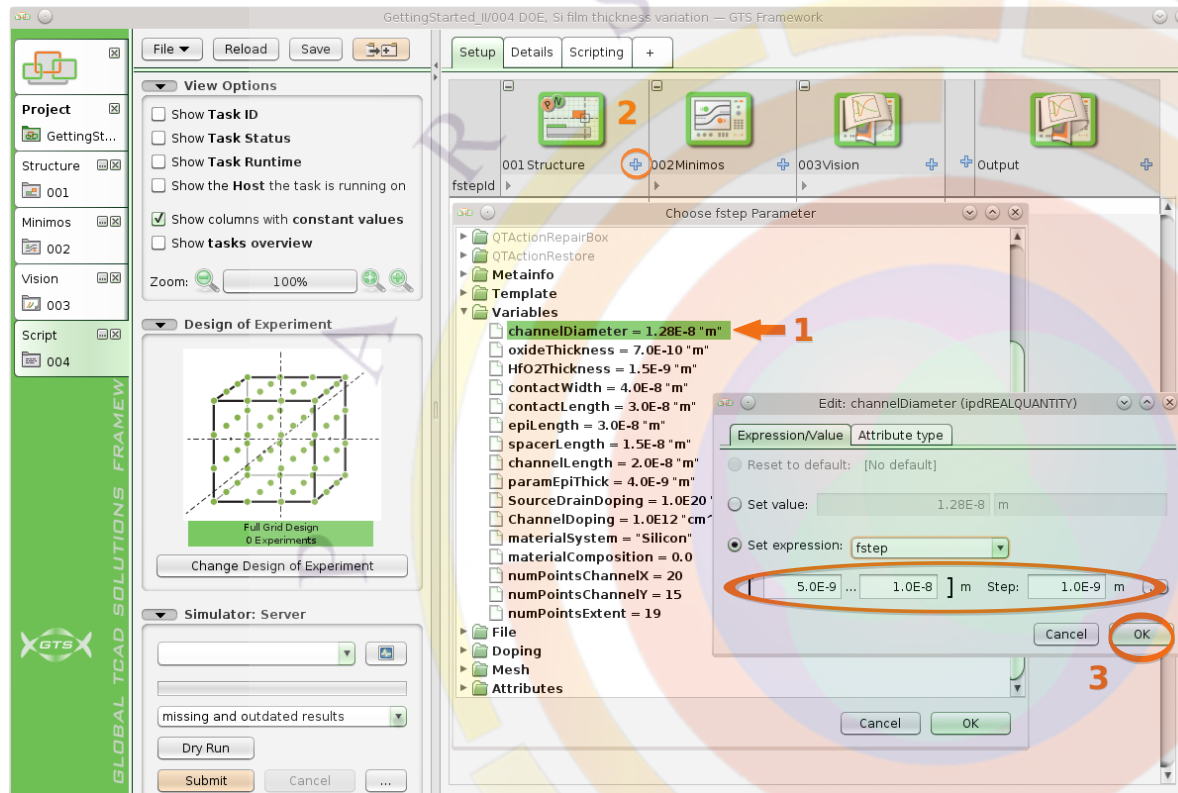 GettingStarted_II/004 DOE, Si film thickness variation — GTS Framework
Project
GettingSt...
Structure
001
Minimos
002
Vision
003
Script
004
GLOBAL TCAD SOLUTIONS FRAMEW
GTS
File
Reload
Save
View Options
Show Task ID
Show Task Status
Show Task Runtime
Show the Host the task is running on
Show columns with constant values
Show tasks overview
Zoom:
100%
Design of Experiment
Full Grid Design
0 Experiments
Change Design of Experiment
Simulator: Server
missing and outdated results
Dry Run
Submit
Cancel
...
Setup
Details
Scripting
+
PN
2
001 Structure
002Minimos
003Vision
Output
fstepId
Choose fstep Parameter
QTActionRepairBox
QTActionRestore
Metainfo
Template
Variables
channelDiameter = 1.28E-8 "m"
1
oxideThickness = 7.0E-10 "m"
HfO2Thickness = 1.5E-9 "m"
contactWidth = 4.0E-8 "m"
contactLength = 3.0E-8 "m"
epiLength = 3.0E-8 "m"
spacerLength = 1.5E-8 "m"
channelLength = 2.0E-8 "m"
paramEpiThick = 4.0E-9 "m"
SourceDrainDoping = 1.0E20 "
ChannelDoping = 1.0E12 "cm^
materialSystem = "Silicon"
materialComposition = 0.0
numPointsChannelX = 20
numPointsChannelY = 15
numPointsExtent = 19
File
Doping
Mesh
Attributes
Cancel
OK
Edit: channelDiameter (ipdREALQUANTITY)
Expression/Value
Attribute type
Reset to default: [No default]
Set value: 1.28E-8 m
Set expression: fstep
[ 5.0E-9 ... 1.0E-8 ] m Step: 1.0E-9 m
Cancel
OK
3